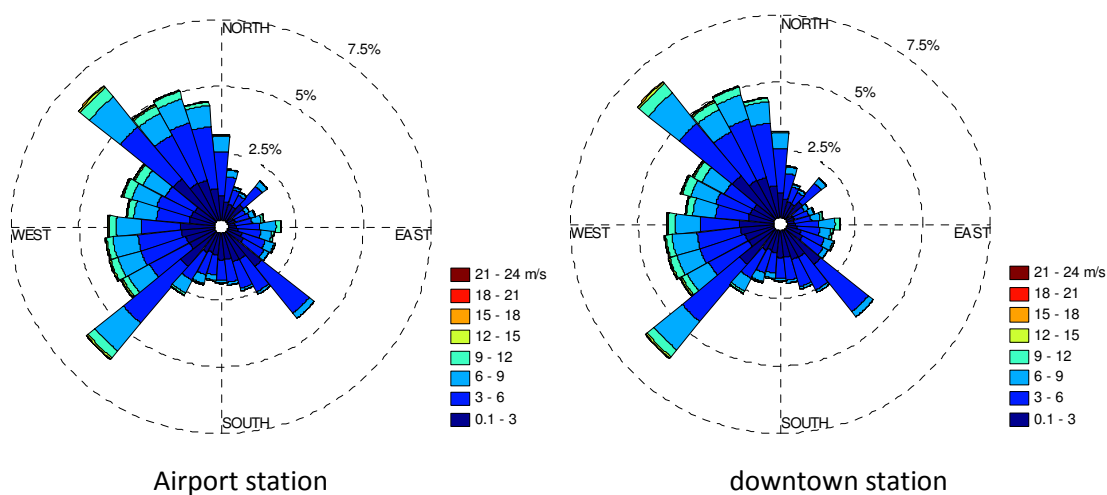 NORTH
7.5%
5%
2.5%
WEST
EAST
SOUTH
21 - 24 m/s
18 - 21
15 - 18
12 - 15
9 - 12
6 - 9
3 - 6
0.1 - 3
Airport station
NORTH
7.5%
5%
2.5%
WEST
EAST
SOUTH
21 - 24 m/s
18 - 21
15 - 18
12 - 15
9 - 12
6 - 9
3 - 6
0.1 - 3
downtown station